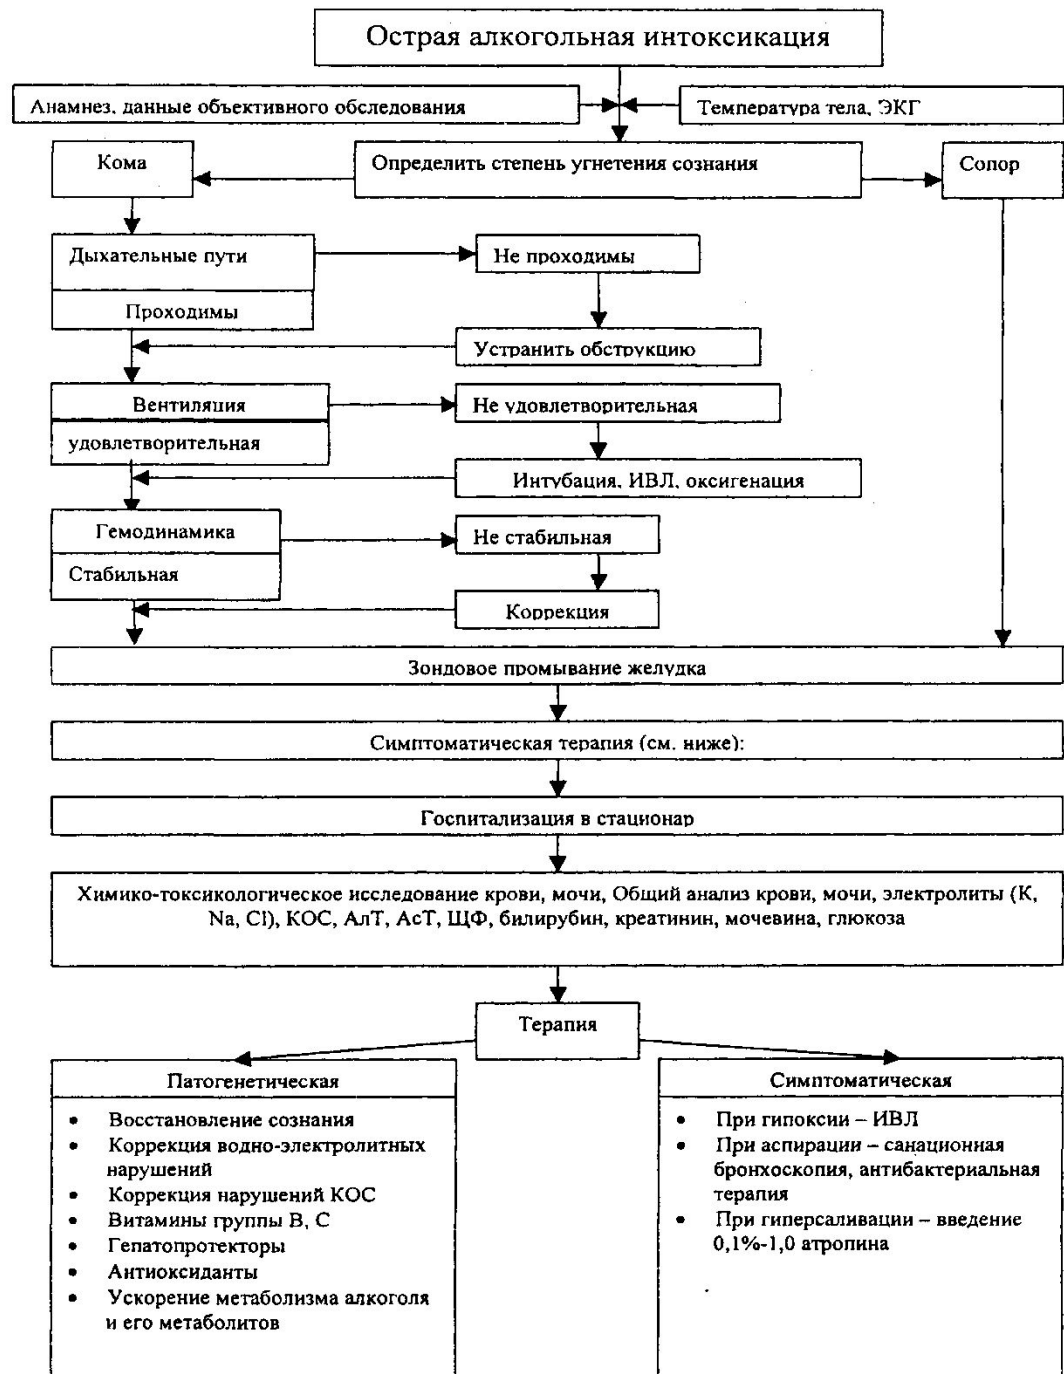 Острая алкогольная интоксикация
Анамнез, данные объективного обследования
Температура тела, ЭКГ
Кома
Определить степень угнетения сознания
Сопор
Дыхательные пути
Не проходимы
Проходимы
Устранить обструкцию
Вентиляция
Не удовлетворительная
удовлетворительная
Интубация, ИВЛ, оксигенация
Гемодинамика
Не стабильная
Стабильная
Коррекция
Зондовое промывание желудка
Симптоматическая терапия (см. ниже):
Госпитализация в стационар
Химико-токсикологическое исследование крови, мочи, Общий анализ крови, мочи, электролиты (K,
Na, Cl), КОС, АлТ, АсТ, ЩФ, билирубин, креатинин, мочевина, глюкоза
Терапия
Патогенетическая
• Восстановление сознания
• Коррекция водно-электролитных
нарушений
• Коррекция нарушений КОС
• Витамины группы В, С
• Гепатопротекторы
• Антиоксиданты
• Ускорение метаболизма алкоголя
и его метаболитов
Симптоматическая
• При гипоксии – ИВЛ
• При аспирации – санационная
бронхоскопия, антибактериальная
терапия
• При гиперсаливации – введение
0,1%-1,0 атропина